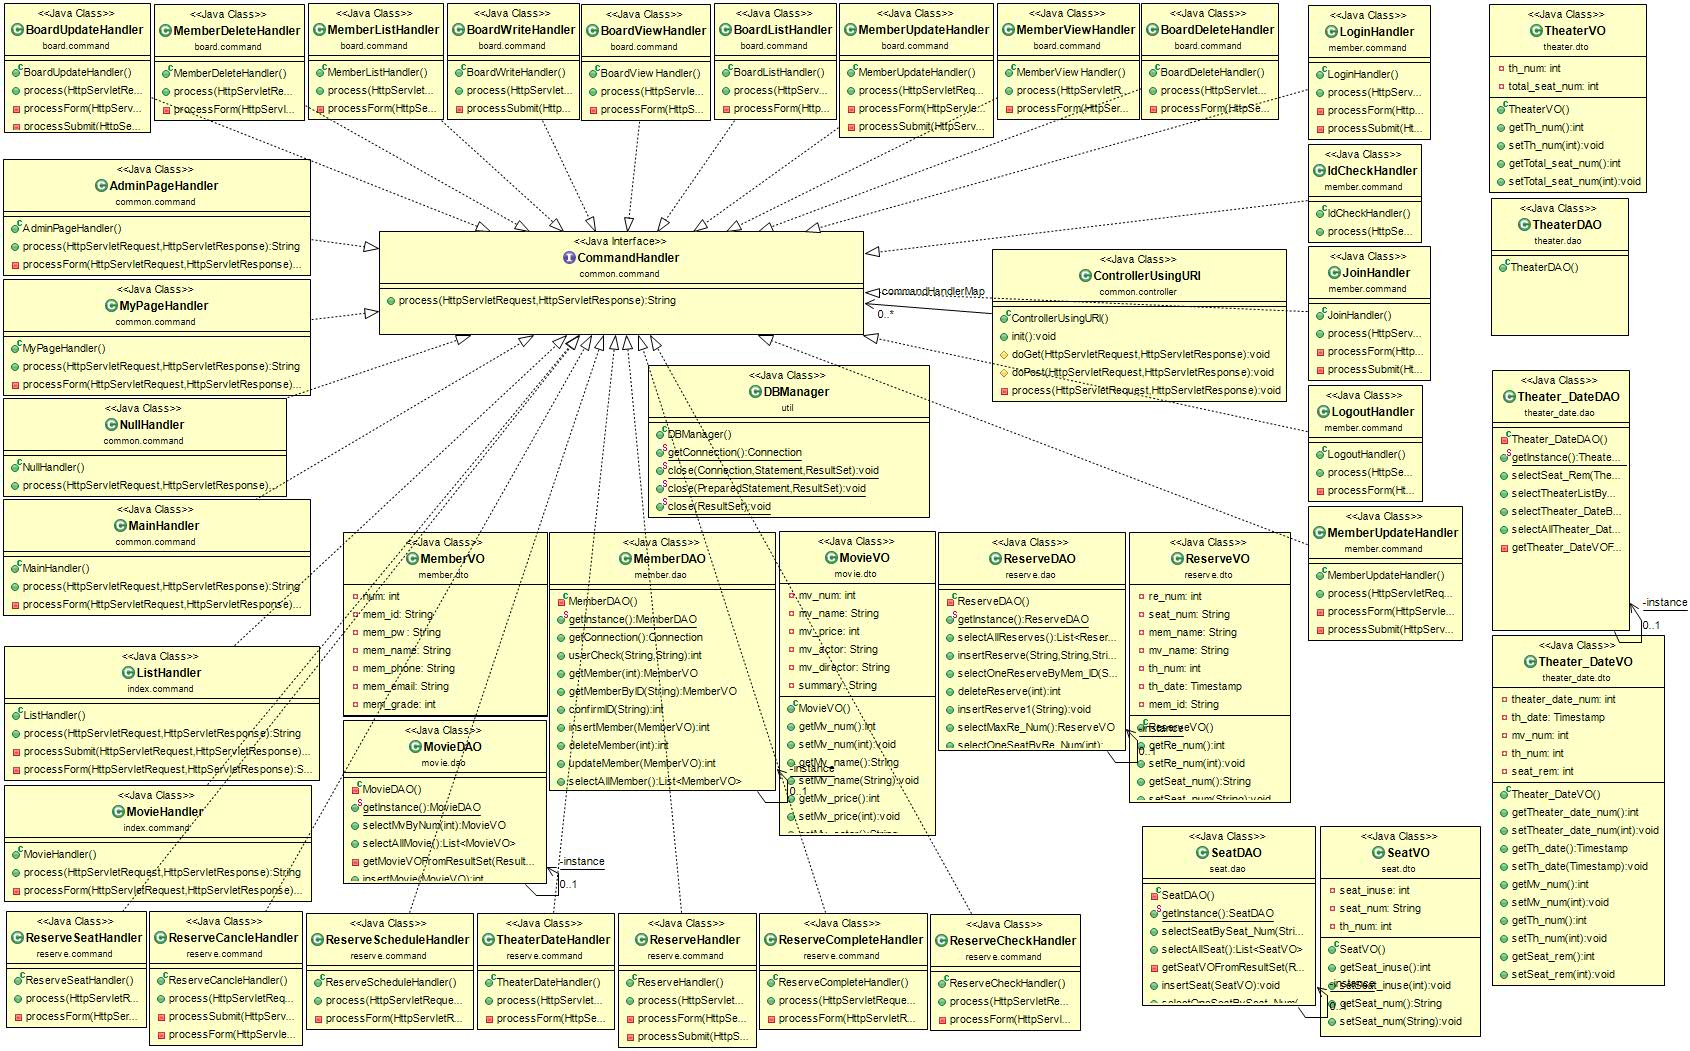 <<Java Class>>
BoardUpdateHandler
board.command
BoardUpdateHandler()
process(HttpServletRe...
processForm(HttpServ...
processSubmit(HttpSe...
<<Java Class>>
MemberDeleteHandler
board.command
MemberDeleteHandler()
process(HttpServletRe...
processForm(HttpServl...
<<Java Class>>
MemberListHandler
board.command
MemberListHandler()
process(HttpServlet...
processForm(HttpSe...
<<Java Class>>
BoardWriteHandler
board.command
BoardWriteHandler()
process(HttpServlet...
processSubmit(Http...
<<Java Class>>
BoardViewHandler
board.command
BoardViewHandler()
process(HttpServle...
processForm(HttpS...
<<Java Class>>
BoardListHandler
board.command
BoardListHandler()
process(HttpServlet...
processForm(Http...
<<Java Class>>
MemberUpdateHandler
board.command
MemberUpdateHandler()
process(HttpServletReq...
processForm(HttpServle...
processSubmit(HttpServ...
<<Java Class>>
MemberViewHandler
board.command
MemberViewHandler()
process(HttpServletR...
processForm(HttpSer...
<<Java Class>>
BoardDeleteHandler
board.command
BoardDeleteHandler()
process(HttpServlet...
processForm(HttpSe...
<<Java Class>>
LoginHandler
member.command
LoginHandler()
process(HttpServ...
processForm(Http...
processSubmit(Ht...
<<Java Class>>
TheaterVO
theater.dto
th_num: int
total_seat_num: int
TheaterVO()
getTh_num():int
setTh_num(int):void
getTotal_seat_num():int
setTotal_seat_num(int):void
<<Java Class>>
AdminPageHandler
common.command
AdminPageHandler()
process(HttpServletRequest,HttpServletResponse):String
processForm(HttpServletRequest,HttpServletResponse)...
<<Java Interface>>
CommandHandler
common.command
process(HttpServletRequest,HttpServletResponse):String
<<Java Class>>
IdCheckHandler
member.command
IdCheckHandler()
process(HttpSe...
<<Java Class>>
TheaterDAO
theater.dao
TheaterDAO()
<<Java Class>>
ControllerUsingURI
common.controller
ControllerUsingURI()
init():void
doGet(HttpServletRequest,HttpServletResponse):void
doPost(HttpServletRequest,HttpServletResponse):void
process(HttpServletRequest,HttpServletResponse):void
-commandHandlerMap
0..*
<<Java Class>>
JoinHandler
member.command
JoinHandler()
process(HttpServ...
processForm(Http...
processSubmit(Ht...
<<Java Class>>
MyPageHandler
common.command
MyPageHandler()
process(HttpServletRequest,HttpServletResponse):String
processForm(HttpServletRequest,HttpServletResponse)...
<<Java Class>>
DBManager
util
DBManager()
getConnection():Connection
close(Connection,Statement,ResultSet):void
close(PreparedStatement,ResultSet):void
close(ResultSet):void
<<Java Class>>
LogoutHandler
member.command
LogoutHandler()
process(HttpSe...
processForm(Ht...
<<Java Class>>
Theater_DateDAO
theater_date.dao
Theater_DateDAO()
getInstance():Theate...
selectSeat_Rem(The...
selectTheaterListBy...
selectTheater_DateB...
selectAllTheater_Dat...
getTheater_DateVOF...
-instance
0..1
<<Java Class>>
NullHandler
common.command
NullHandler()
process(HttpServletRequest,HttpServletResponse)...
<<Java Class>>
MainHandler
common.command
MainHandler()
process(HttpServletRequest,HttpServletResponse):String
processForm(HttpServletRequest,HttpServletResponse)...
<<Java Class>>
MemberUpdateHandler
member.command
MemberUpdateHandler()
process(HttpServletReq...
processForm(HttpServle...
processSubmit(HttpServ...
<<Java Class>>
MemberVO
member.dto
num: int
mem_id: String
mem_pw: String
mem_name: String
mem_phone: String
mem_email: String
mem_grade: int
<<Java Class>>
MemberDAO
member.dao
MemberDAO()
getInstance():MemberDAO
getConnection():Connection
userCheck(String,String):int
getMember(int):MemberVO
getMemberByID(String):MemberVO
confirmID(String):int
insertMember(MemberVO):int
deleteMember(int):int
updateMember(MemberVO):int
selectAllMember():List<MemberVO>
-instance
0..1
<<Java Class>>
MovieVO
movie.dto
mv_num: int
mv_name: String
mv_price: int
mv_actor: String
mv_director: String
summary: String
MovieVO()
getMv_num():int
setMv_num(int):void
getMv_name():String
setMv_name(String):void
getMv_price():int
setMv_price(int):void
setMv_actor(String)
<<Java Class>>
ReserveDAO
reserve.dao
ReserveDAO()
getInstance():ReserveDAO
selectAllReserves():List<Reser...
insertReserve(String,String,Stri...
selectOneReserveByMem_ID(S...
deleteReserve(int):int
insertReserve1(String):void
selectMaxRe_Num():ReserveVO
selectOneSeatByRe_Num(int):
-instance
0..1
<<Java Class>>
ReserveVO
reserve.dto
re_num: int
seat_num: String
mem_name: String
mv_name: String
th_num: int
th_date: Timestamp
mem_id: String
ReserveVO()
getRe_num():int
setRe_num(int):void
getSeat_num():String
setSeat_num(String):void
<<Java Class>>
Theater_DateVO
theater_date.dto
theater_date_num: int
th_date: Timestamp
mv_num: int
th_num: int
seat_rem: int
Theater_DateVO()
getTheater_date_num():int
setTheater_date_num(int):void
getTh_date():Timestamp
setTh_date(Timestamp):void
getMv_num():int
setMv_num(int):void
getTh_num():int
setTh_num(int):void
getSeat_rem():int
setSeat_rem(int):void
<<Java Class>>
ListHandler
index.command
ListHandler()
process(HttpServletRequest,HttpServletResponse):String
processSubmit(HttpServletRequest,HttpServletResponse)...
processForm(HttpServletRequest,HttpServletResponse):S...
<<Java Class>>
MovieDAO
movie.dao
MovieDAO()
getInstance():MovieDAO
selectMvByNum(int):MovieVO
selectAllMovie():List<MovieVO>
getMovieVOFromResultSet(Result...
insertMovie(MovieVO):int
-instance
0..1
<<Java Class>>
MovieHandler
index.command
MovieHandler()
process(HttpServletRequest,HttpServletResponse):String
processForm(HttpServletRequest,HttpServletResponse)...
<<Java Class>>
SeatDAO
seat.dao
SeatDAO()
getInstance():SeatDAO
selectSeatBySeat_Num(Stri...
selectAllSeat():List<SeatVO>
getSeatVOFromResultSet(R...
insertSeat(SeatVO):void
selectOneSeatBySeat_Num(
-instance
0..1
<<Java Class>>
SeatVO
seat.dto
seat_inuse: int
seat_num: String
th_num: int
SeatVO()
getSeat_inuse():int
setSeat_inuse(int):void
getSeat_num():String
setSeat_num(String):void
<<Java Class>>
ReserveSeatHandler
reserve.command
ReserveSeatHandler()
process(HttpServletR...
processForm(HttpSer...
<<Java Class>>
ReserveCancleHandler
reserve.command
ReserveCancleHandler()
process(HttpServletReq...
processSubmit(HttpServ...
processForm(HttpServle...
<<Java Class>>
ReserveScheduleHandler
reserve.command
ReserveScheduleHandler()
process(HttpServletReque...
processForm(HttpServletR...
<<Java Class>>
TheaterDateHandler
reserve.command
TheaterDateHandler()
process(HttpServlet...
processForm(HttpSe...
<<Java Class>>
ReserveHandler
reserve.command
ReserveHandler()
process(HttpServlet...
processForm(HttpSe...
processSubmit(HttpS...
<<Java Class>>
ReserveCompleteHandler
reserve.command
ReserveCompleteHandler()
process(HttpServletReque...
processForm(HttpServletR...
<<Java Class>>
ReserveCheckHandler
reserve.command
ReserveCheckHandler()
process(HttpServletRe...
processForm(HttpServl...